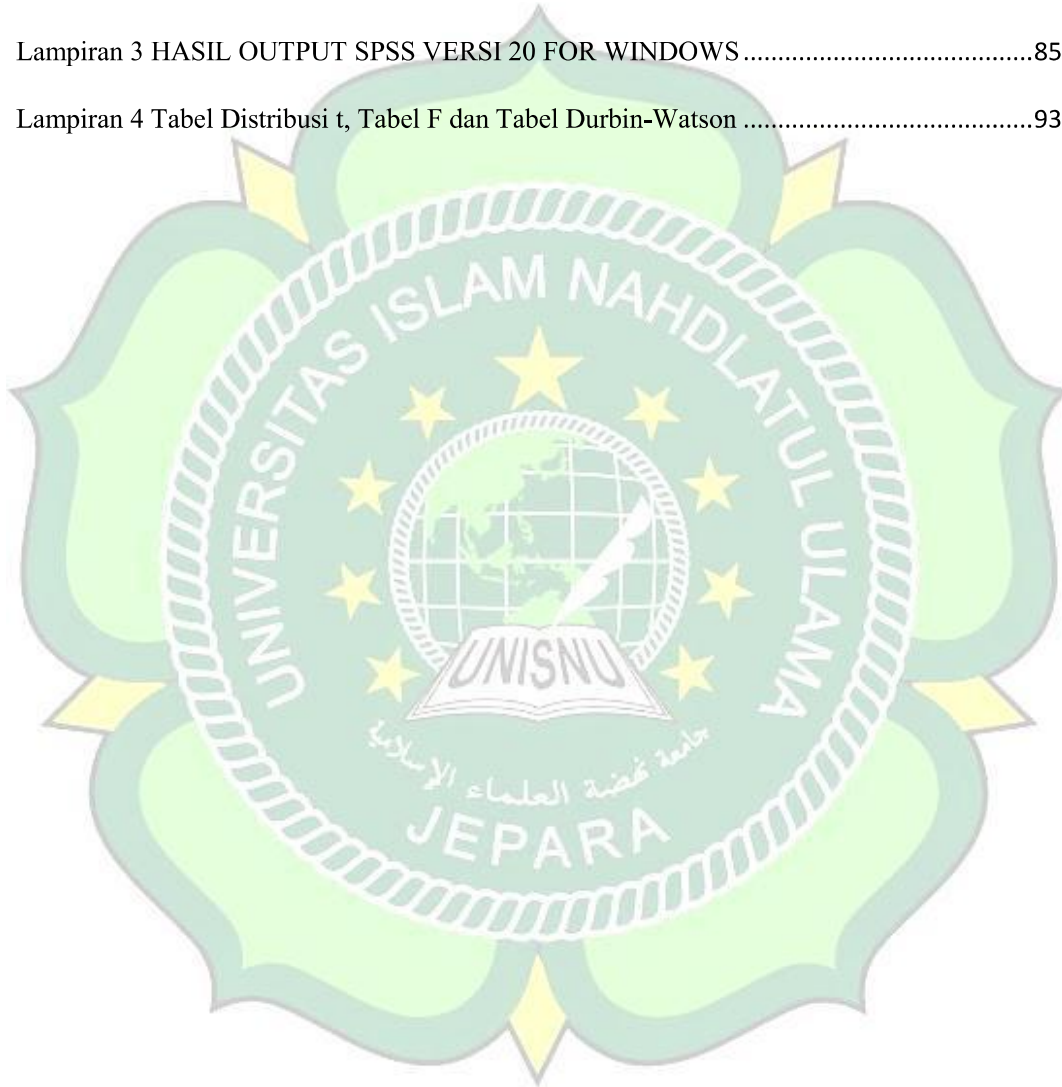 Lampiran 3 HASIL OUTPUT SPSS VERSI 20 FOR WINDOWS ........................................85
Lampiran 4 Tabel Distribusi t, Tabel F dan Tabel Durbin-Watson ........................................93
UNIVERSITAS ISLAM NAHDLATUL ULAMA
UNISNU
جامعة نهضة العلماء الإسلامية
JEPARA